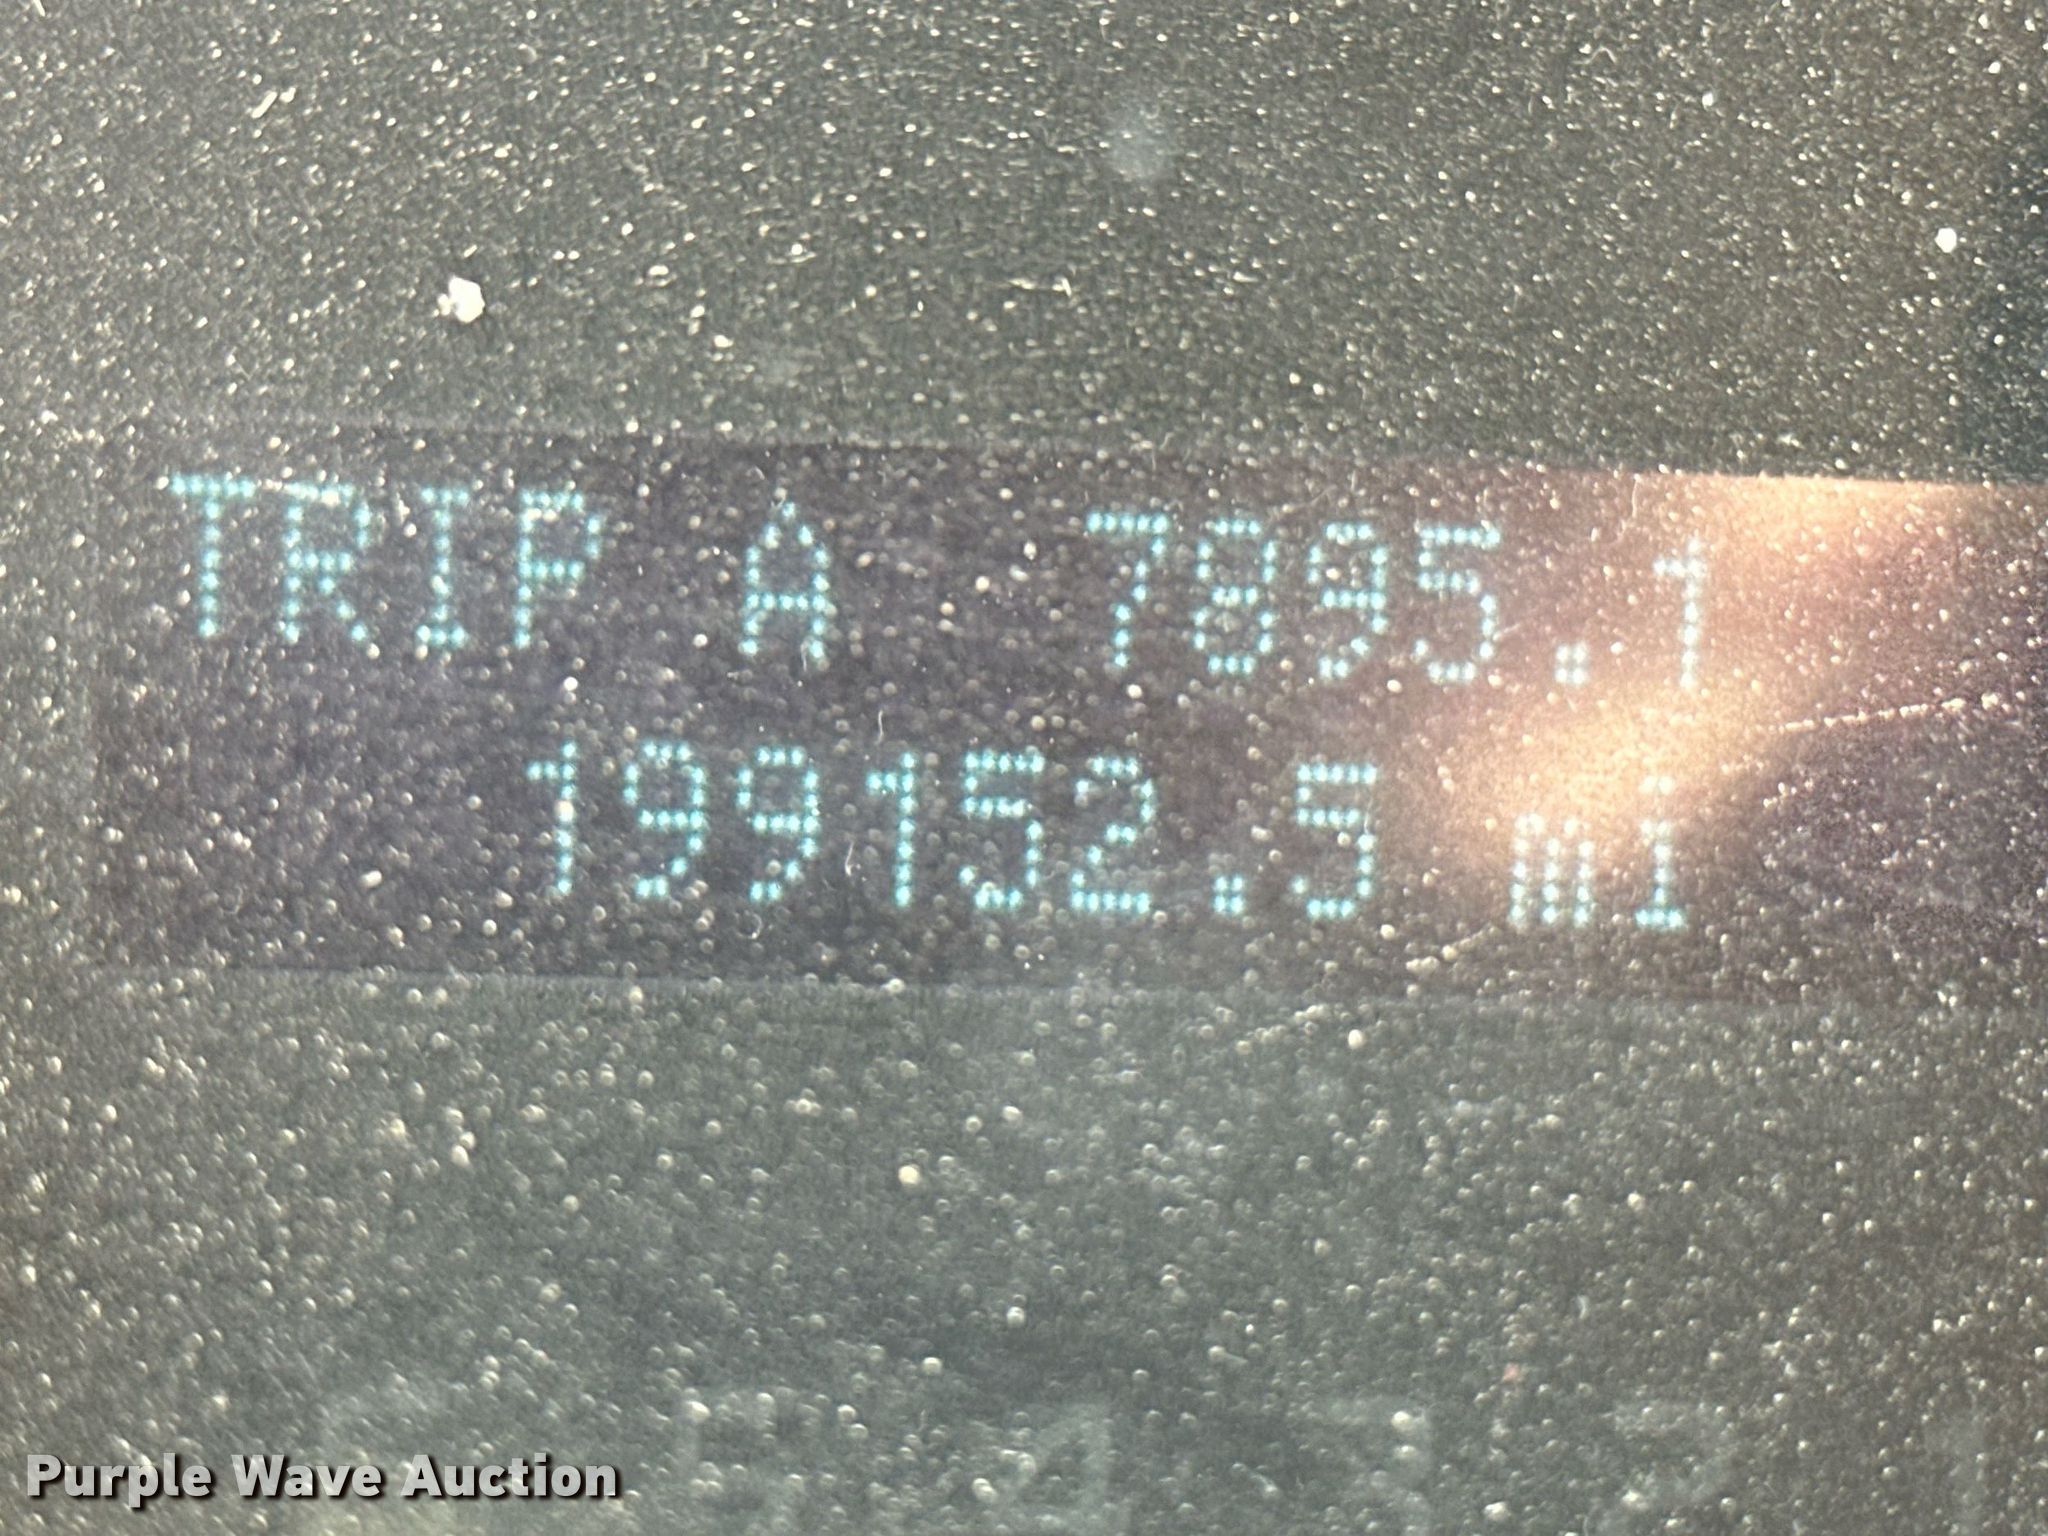 TRIP A 7895.1
199152.5 mi
Purple Wave Auction